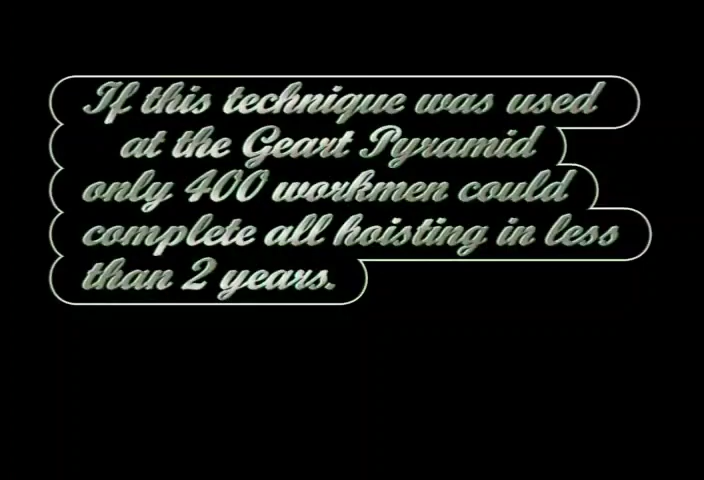 If this technique was used
at the Geart Pyramid
only 400 workmen could
complete all hoisting in less
than 2 years.